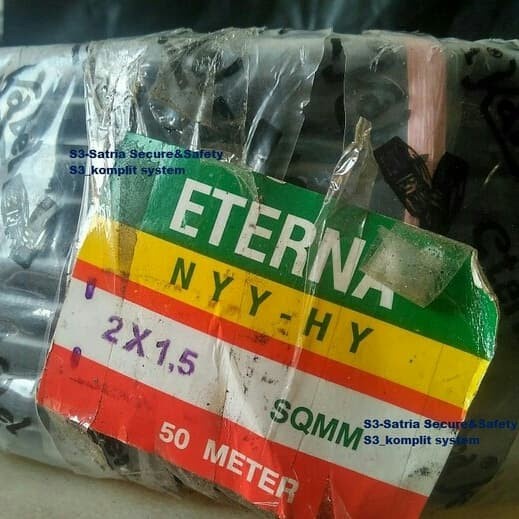 S3-Satria Secure&Safety
S3_komplit system
ETERNA
NYY-HY
2X1,5
SQMM
50 METER
S3-Satria Secure&Safety
S3_komplit system